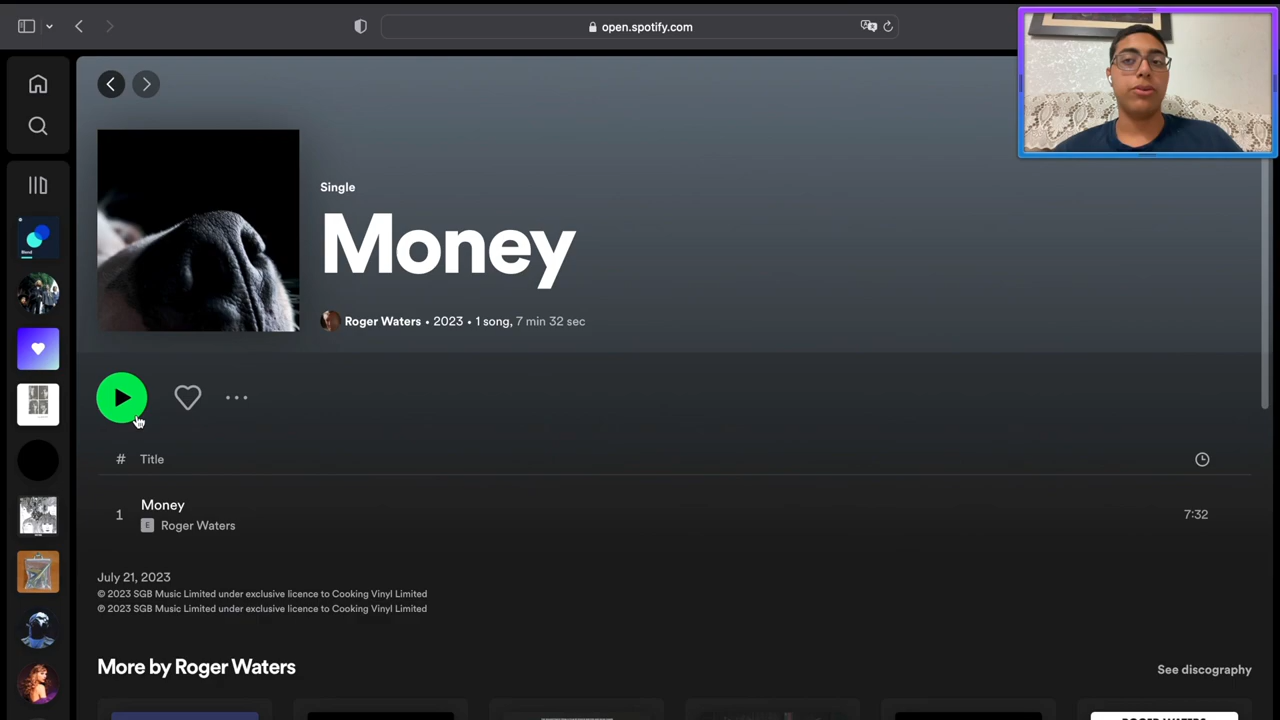 open.spotify.com
Single
Money
Roger Waters • 2023 • 1 song, 7 min 32 sec
# Title
1 Money 7:32
E Roger Waters
July 21, 2023
© 2023 SGB Music Limited under exclusive licence to Cooking Vinyl Limited
℗ 2023 SGB Music Limited under exclusive licence to Cooking Vinyl Limited
More by Roger Waters
See discography
ROGER WATERS